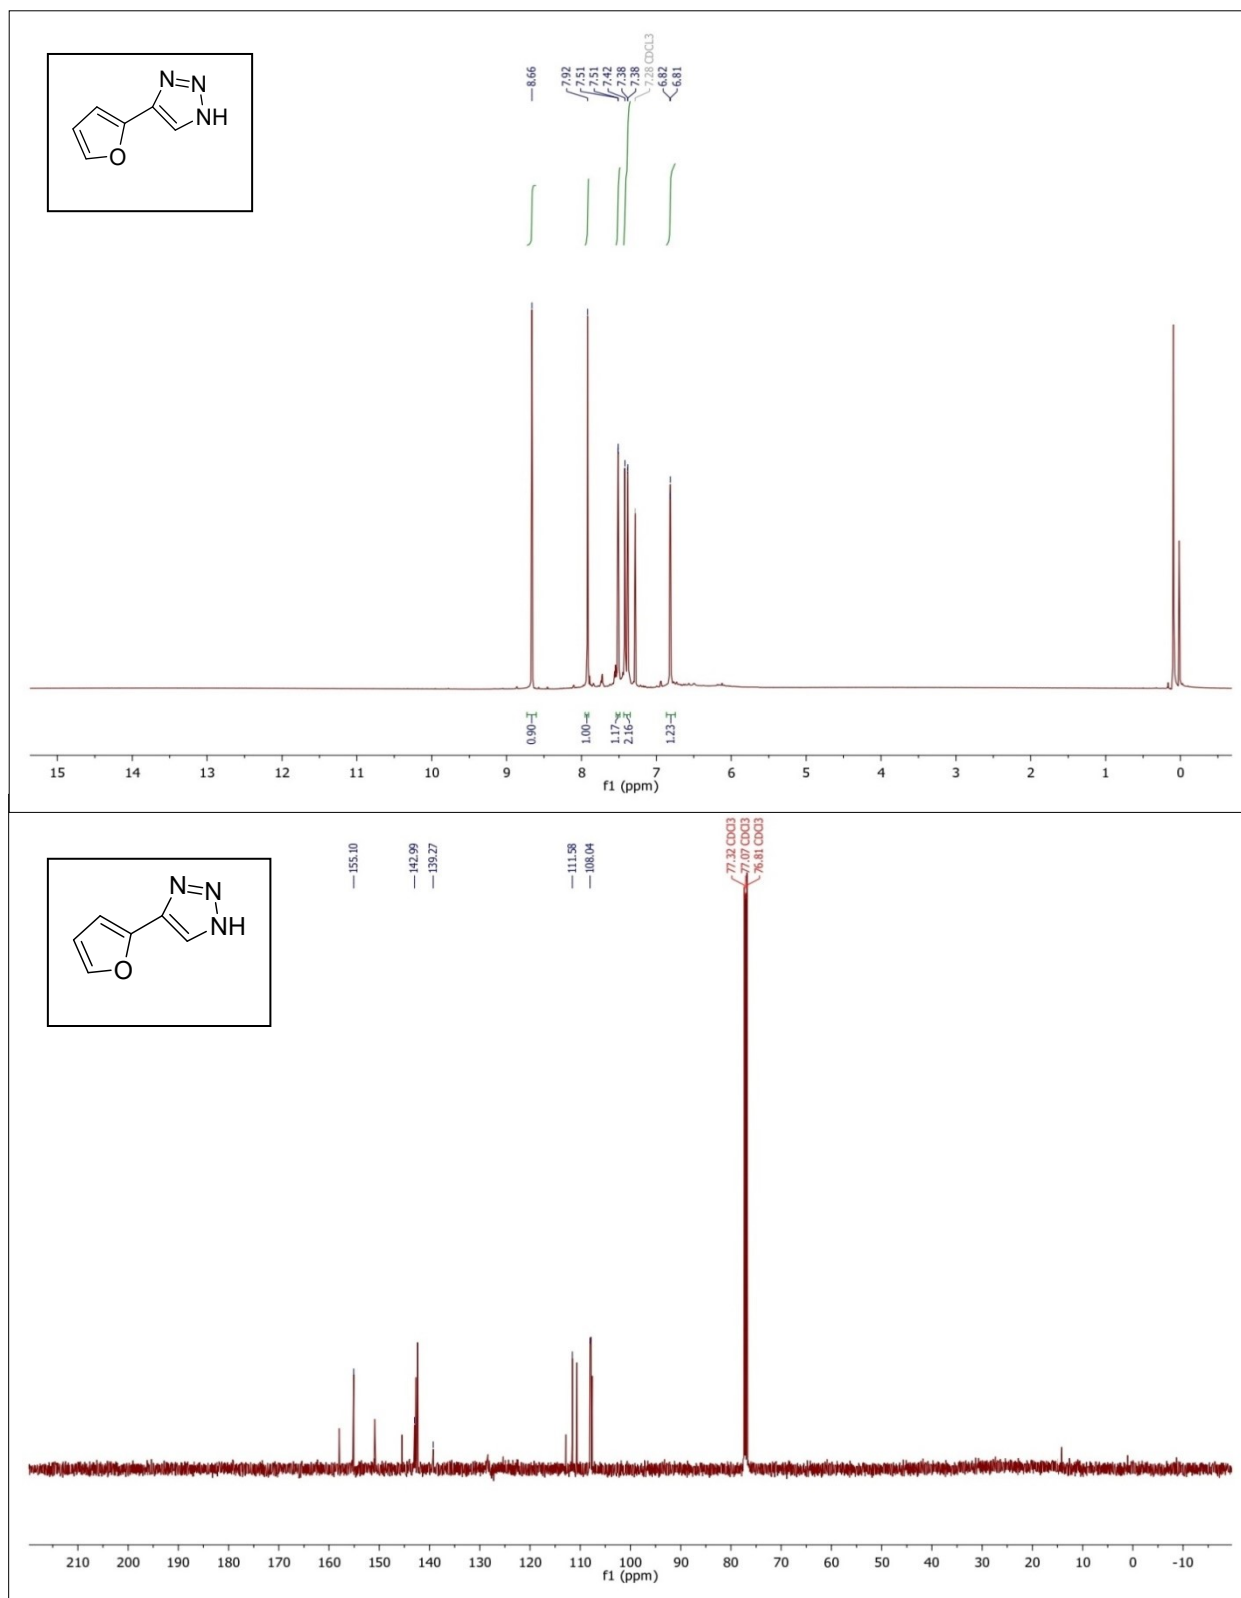 8.66
7.92
7.51
7.51
7.42
7.38
7.38
7.28 CDCL3
6.82
6.81
N
N
NH
O
0.90
1.00
1.17
2.16
1.23
15 14 13 12 11 10 9 8 7 6 5 4 3 2 1 0
f1 (ppm)
155.10
142.99
139.27
111.58
108.04
77.32 CDCl3
77.07 CDCl3
76.81 CDCl3
N
N
NH
O
210 200 190 180 170 160 150 140 130 120 110 100 90 80 70 60 50 40 30 20 10 0 -10
f1 (ppm)